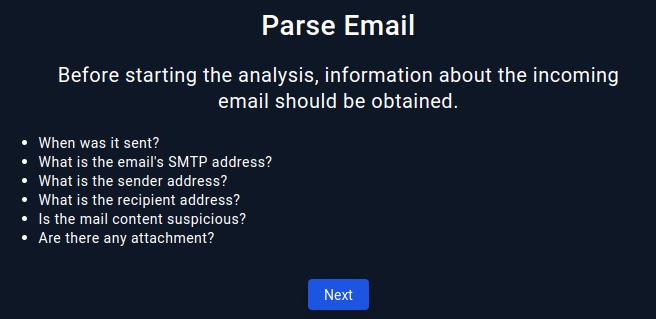 Parse Email
Before starting the analysis, information about the incoming
email should be obtained.
• When was it sent?
• What is the email's SMTP address?
• What is the sender address?
• What is the recipient address?
• Is the mail content suspicious?
• Are there any attachment?
Next